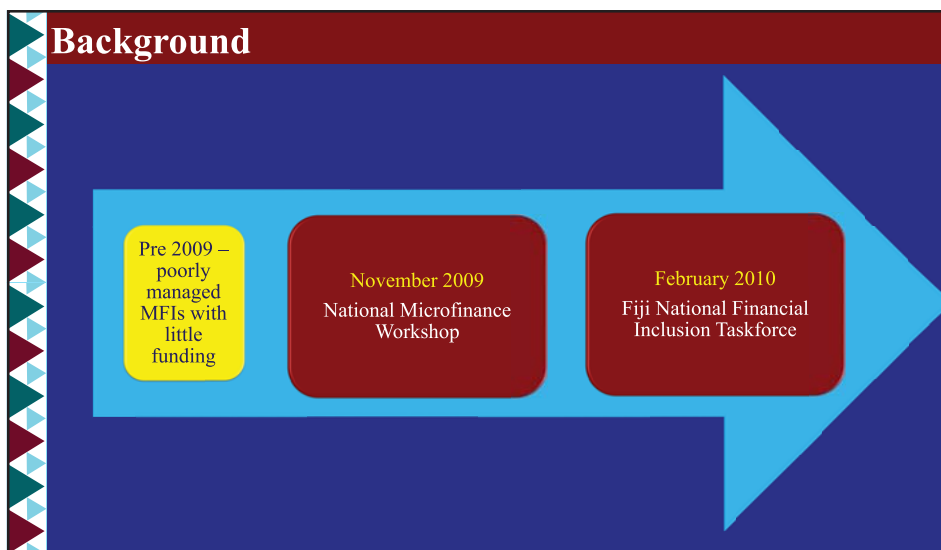 Background
Pre 2009 –
poorly
managed
MFIs with
little
funding
November 2009
National Microfinance
Workshop
February 2010
Fiji National Financial
Inclusion Taskforce